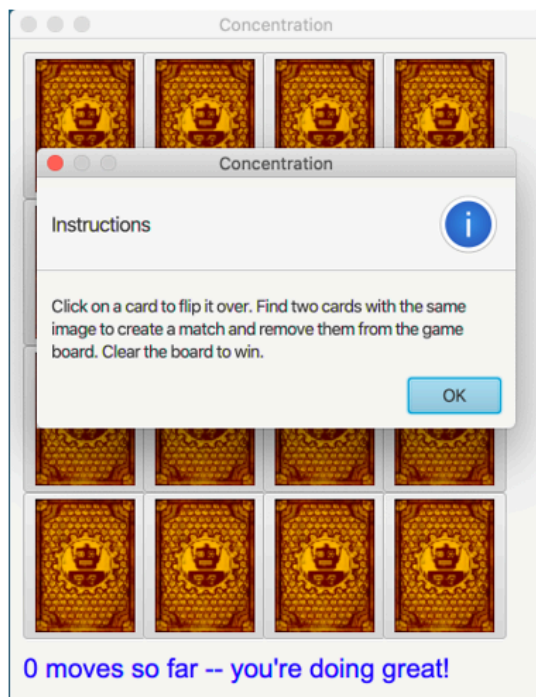 Concentration
Concentration
Instructions
Click on a card to flip it over. Find two cards with the same
image to create a match and remove them from the game
board. Clear the board to win.
OK
0 moves so far -- you're doing great!